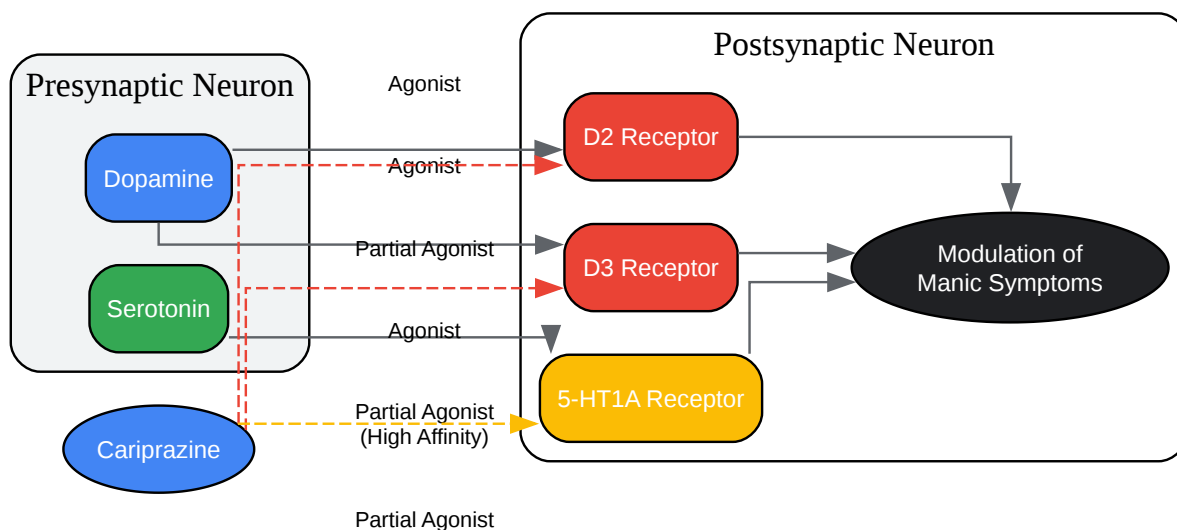 Postsynaptic Neuron
Presynaptic Neuron
Agonist
D2 Receptor
Agonist
Dopamine
Partial Agonist
D3 Receptor
Modulation of
Manic Symptoms
Serotonin
Agonist
5-HT1A Receptor
Partial Agonist
(High Affinity)
Cariprazine
Partial Agonist